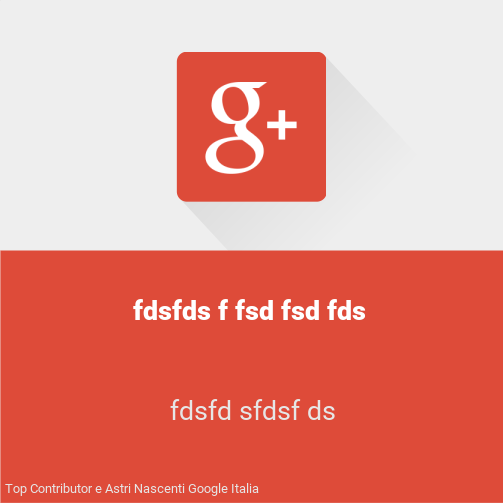 g+
fdsfds f fsd fsd fds
fdsfd sfdsf ds
Top Contributor e Astri Nascenti Google Italia